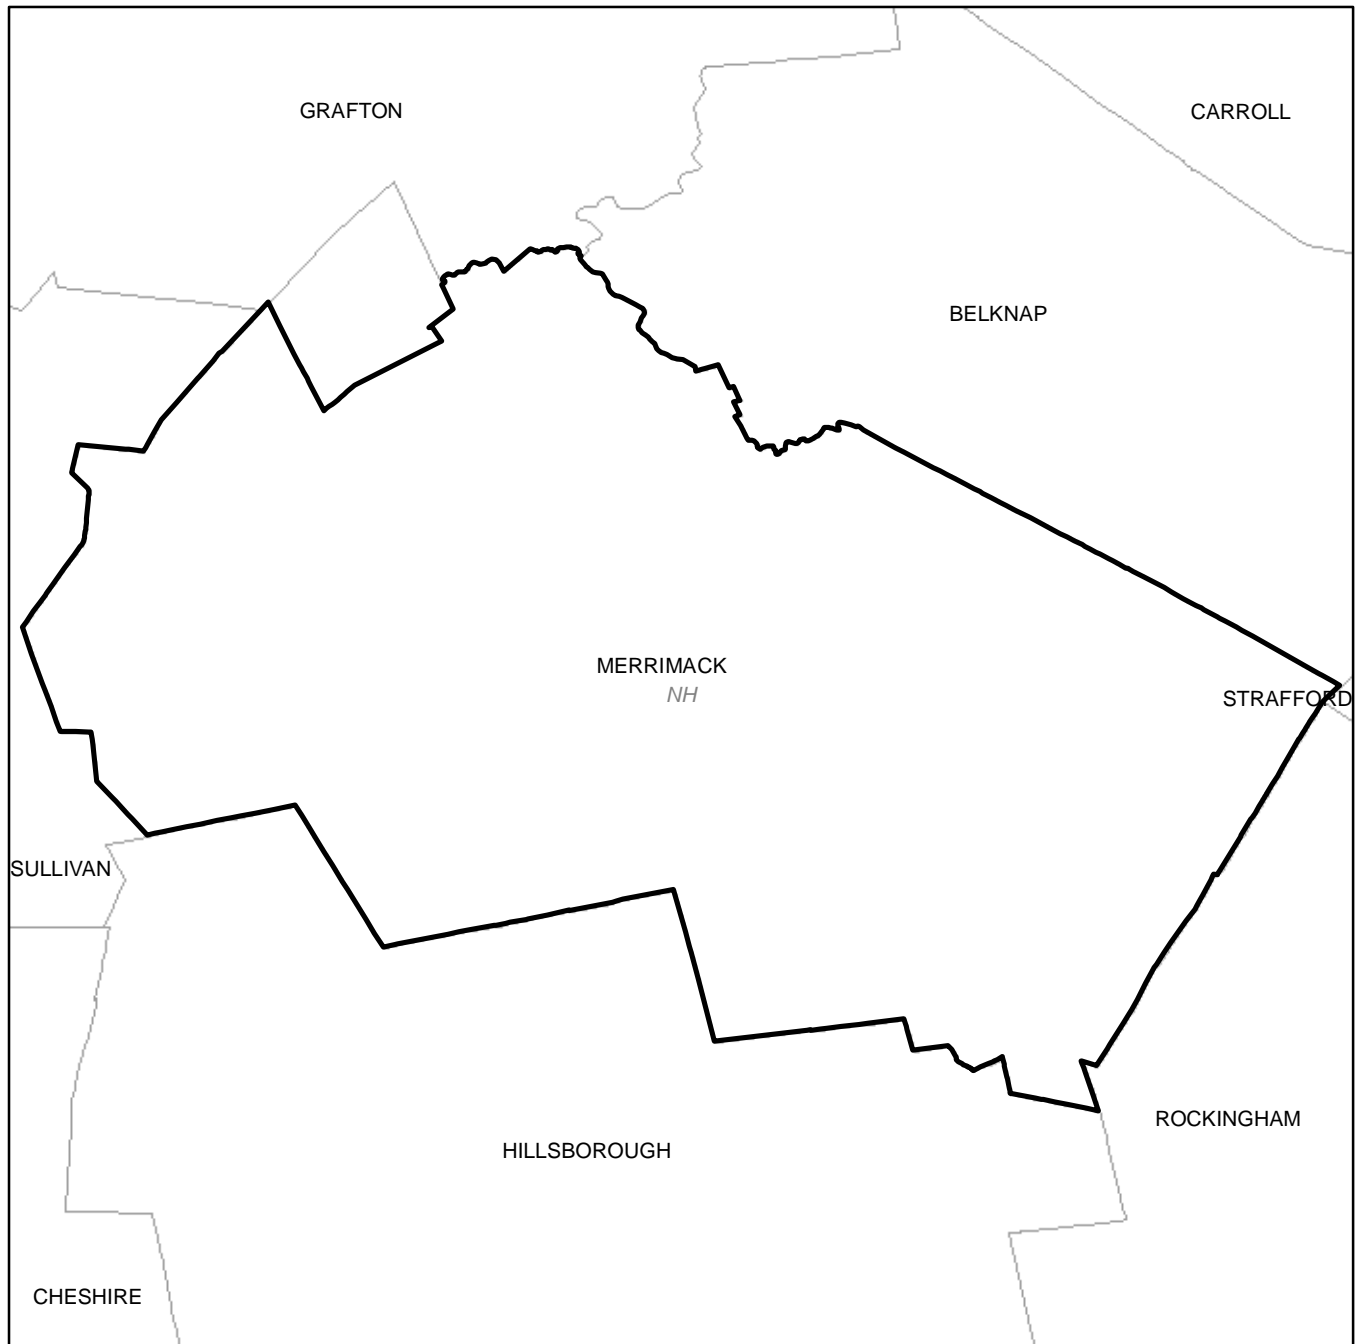 GRAFTON
CARROLL
BELKNAP
MERRIMACK
NH
STRAFFORD
SULLIVAN
ROCKINGHAM
HILLSBOROUGH
CHESHIRE